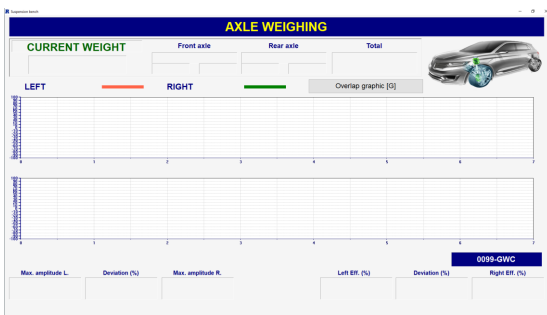 Suspension bench
AXLE WEIGHING
CURRENT WEIGHT
Front axle
Rear axle
Total
LEFT
RIGHT
Overlap graphic [G]
0 1 2 3 4 5 6 7
0 1 2 3 4 5 6 7
0099-GWC
Max. amplitude L.
Deviation (%)
Max. amplitude R.
Left Eff. (%)
Deviation (%)
Right Eff. (%)